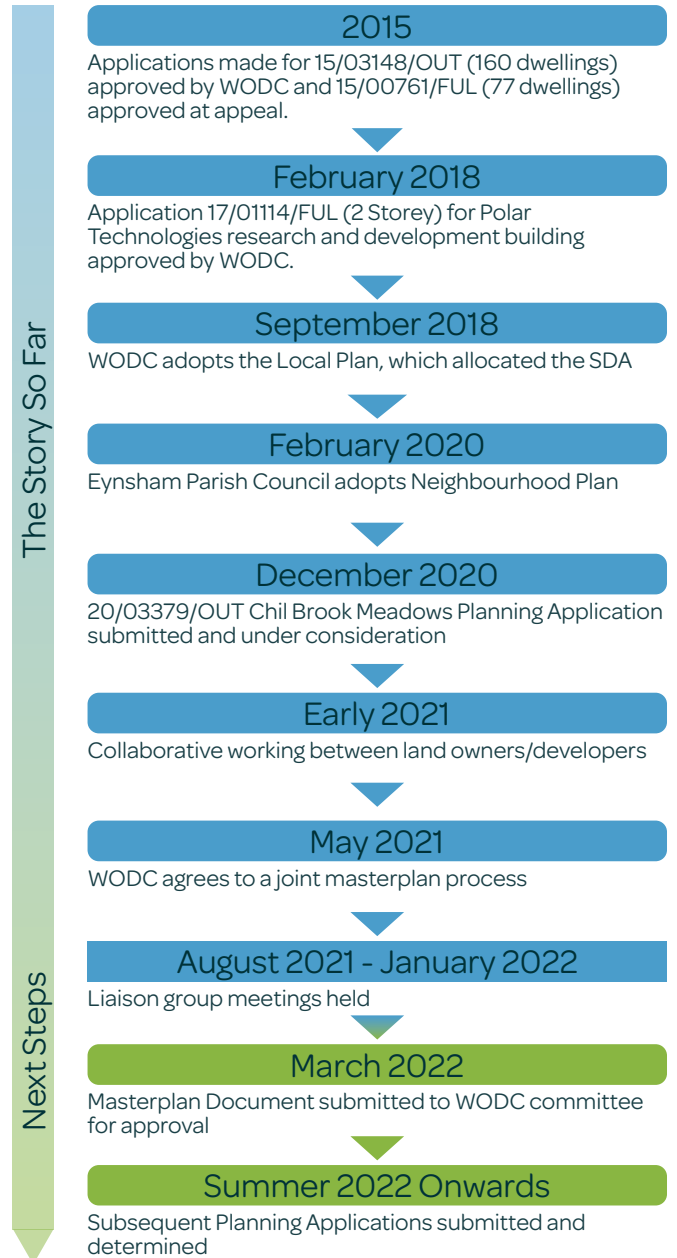 The Story So Far
2015
Applications made for 15/03148/OUT (160 dwellings)
approved by WODC and 15/00761/FUL (77 dwellings)
approved at appeal.
February 2018
Application 17/01114/FUL (2 Storey) for Polar
Technologies research and development building
approved by WODC.
September 2018
WODC adopts the Local Plan, which allocated the SDA
February 2020
Eynsham Parish Council adopts Neighbourhood Plan
December 2020
20/03379/OUT Chil Brook Meadows Planning Application
submitted and under consideration
Early 2021
Collaborative working between land owners/developers
May 2021
WODC agrees to a joint masterplan process
August 2021 - January 2022
Liaison group meetings held
Next Steps
March 2022
Masterplan Document submitted to WODC committee
for approval
Summer 2022 Onwards
Subsequent Planning Applications submitted and
determined